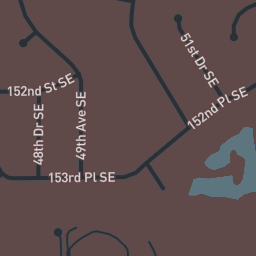 51st Dr SE
152nd St SE
152nd Pl SE
48th Dr SE
49th Ave SE
153rd Pl SE